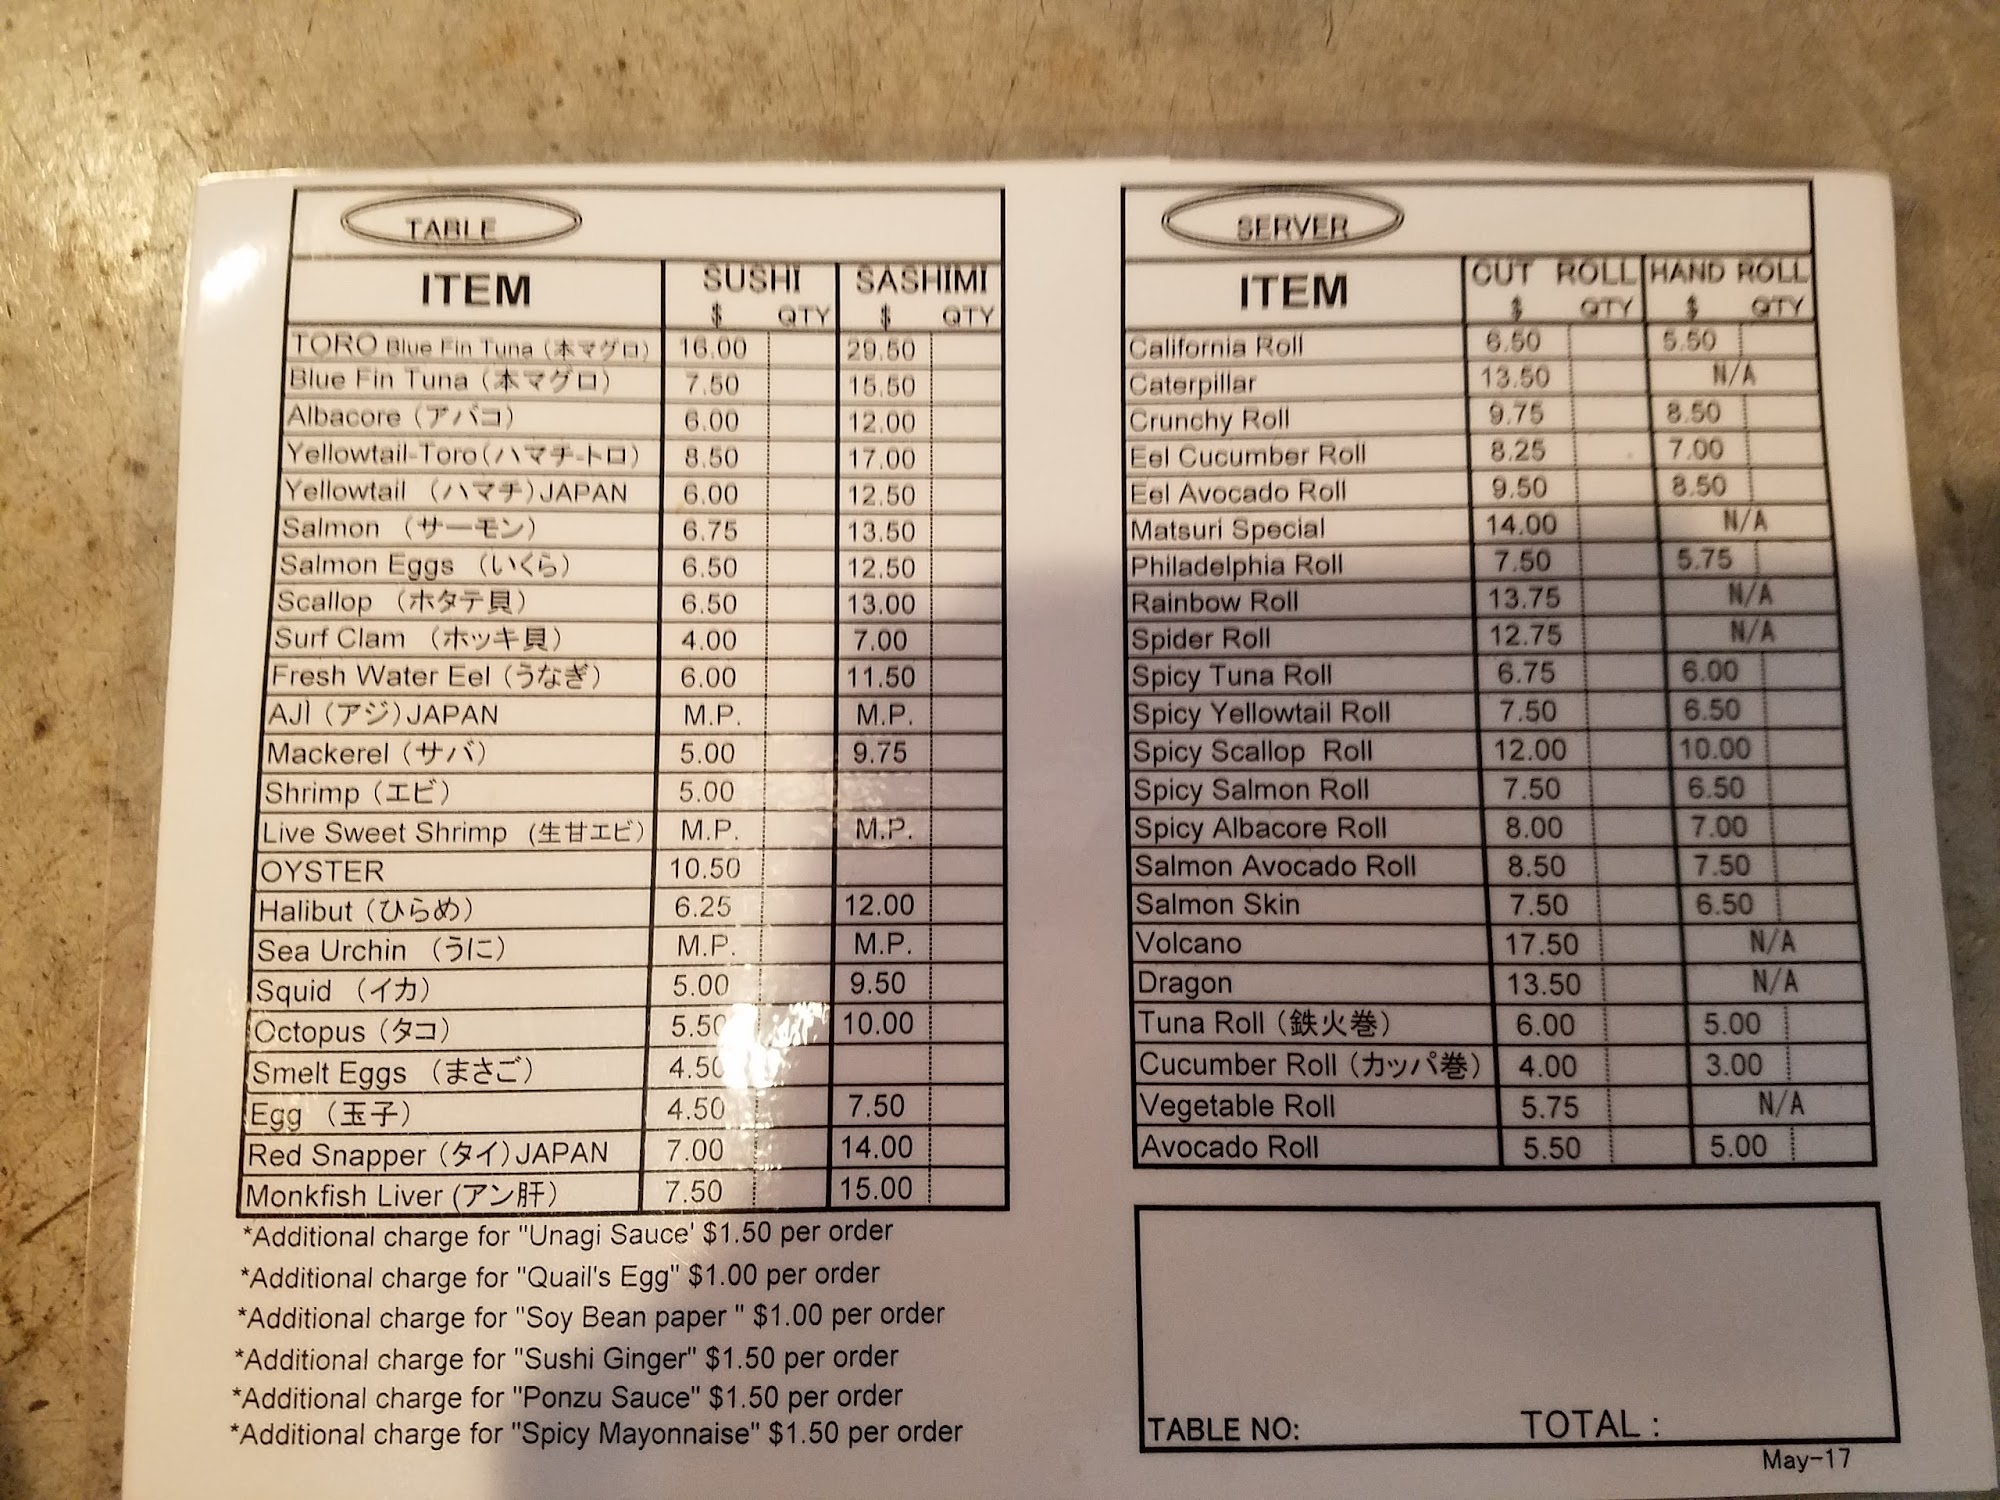 TABLE
ITEM SUSHI SASHIMI
$ QTY $ QTY
TORO Blue Fin Tuna (本マグロ) 16.00 29.50
Blue Fin Tuna (本マグロ) 7.50 15.50
Albacore (アバコ) 6.00 12.00
Yellowtail-Toro(ハマチ-トロ) 8.50 17.00
Yellowtail (ハマチ)JAPAN 6.00 12.50
Salmon (サーモン) 6.75 13.50
Salmon Eggs (いくら) 6.50 12.50
Scallop (ホタテ貝) 6.50 13.00
Surf Clam (ホッキ貝) 4.00 7.00
Fresh Water Eel (うなぎ) 6.00 11.50
AJÌ (アジ)JAPAN M.P. M.P.
Mackerel (サバ) 5.00 9.75
Shrimp (エビ) 5.00
Live Sweet Shrimp (生甘エビ) M.P. M.P.
OYSTER 10.50
Halibut (ひらめ) 6.25 12.00
Sea Urchin (うに) M.P. M.P.
Squid (イカ) 5.00 9.50
Octopus (タコ) 5.50 10.00
Smelt Eggs (まさご) 4.50
Egg (玉子) 4.50 7.50
Red Snapper (タイ)JAPAN 7.00 14.00
Monkfish Liver (アン肝) 7.50 15.00
*Additional charge for "Unagi Sauce' $1.50 per order
*Additional charge for "Quail's Egg" $1.00 per order
*Additional charge for "Soy Bean paper " $1.00 per order
*Additional charge for "Sushi Ginger" $1.50 per order
*Additional charge for "Ponzu Sauce" $1.50 per order
*Additional charge for "Spicy Mayonnaise" $1.50 per order
SERVER
ITEM CUT ROLL HAND ROLL
$ QTY $ QTY
California Roll 6.50 5.50
Caterpillar 13.50 N/A
Crunchy Roll 9.75 8.50
Eel Cucumber Roll 8.25 7.00
Eel Avocado Roll 9.50 8.50
Matsuri Special 14.00 N/A
Philadelphia Roll 7.50 5.75
Rainbow Roll 13.75 N/A
Spider Roll 12.75 N/A
Spicy Tuna Roll 6.75 6.00
Spicy Yellowtail Roll 7.50 6.50
Spicy Scallop Roll 12.00 10.00
Spicy Salmon Roll 7.50 6.50
Spicy Albacore Roll 8.00 7.00
Salmon Avocado Roll 8.50 7.50
Salmon Skin 7.50 6.50
Volcano 17.50 N/A
Dragon 13.50 N/A
Tuna Roll (鉄火巻) 6.00 5.00
Cucumber Roll (カッパ巻) 4.00 3.00
Vegetable Roll 5.75 N/A
Avocado Roll 5.50 5.00
TABLE NO: TOTAL :
May-17